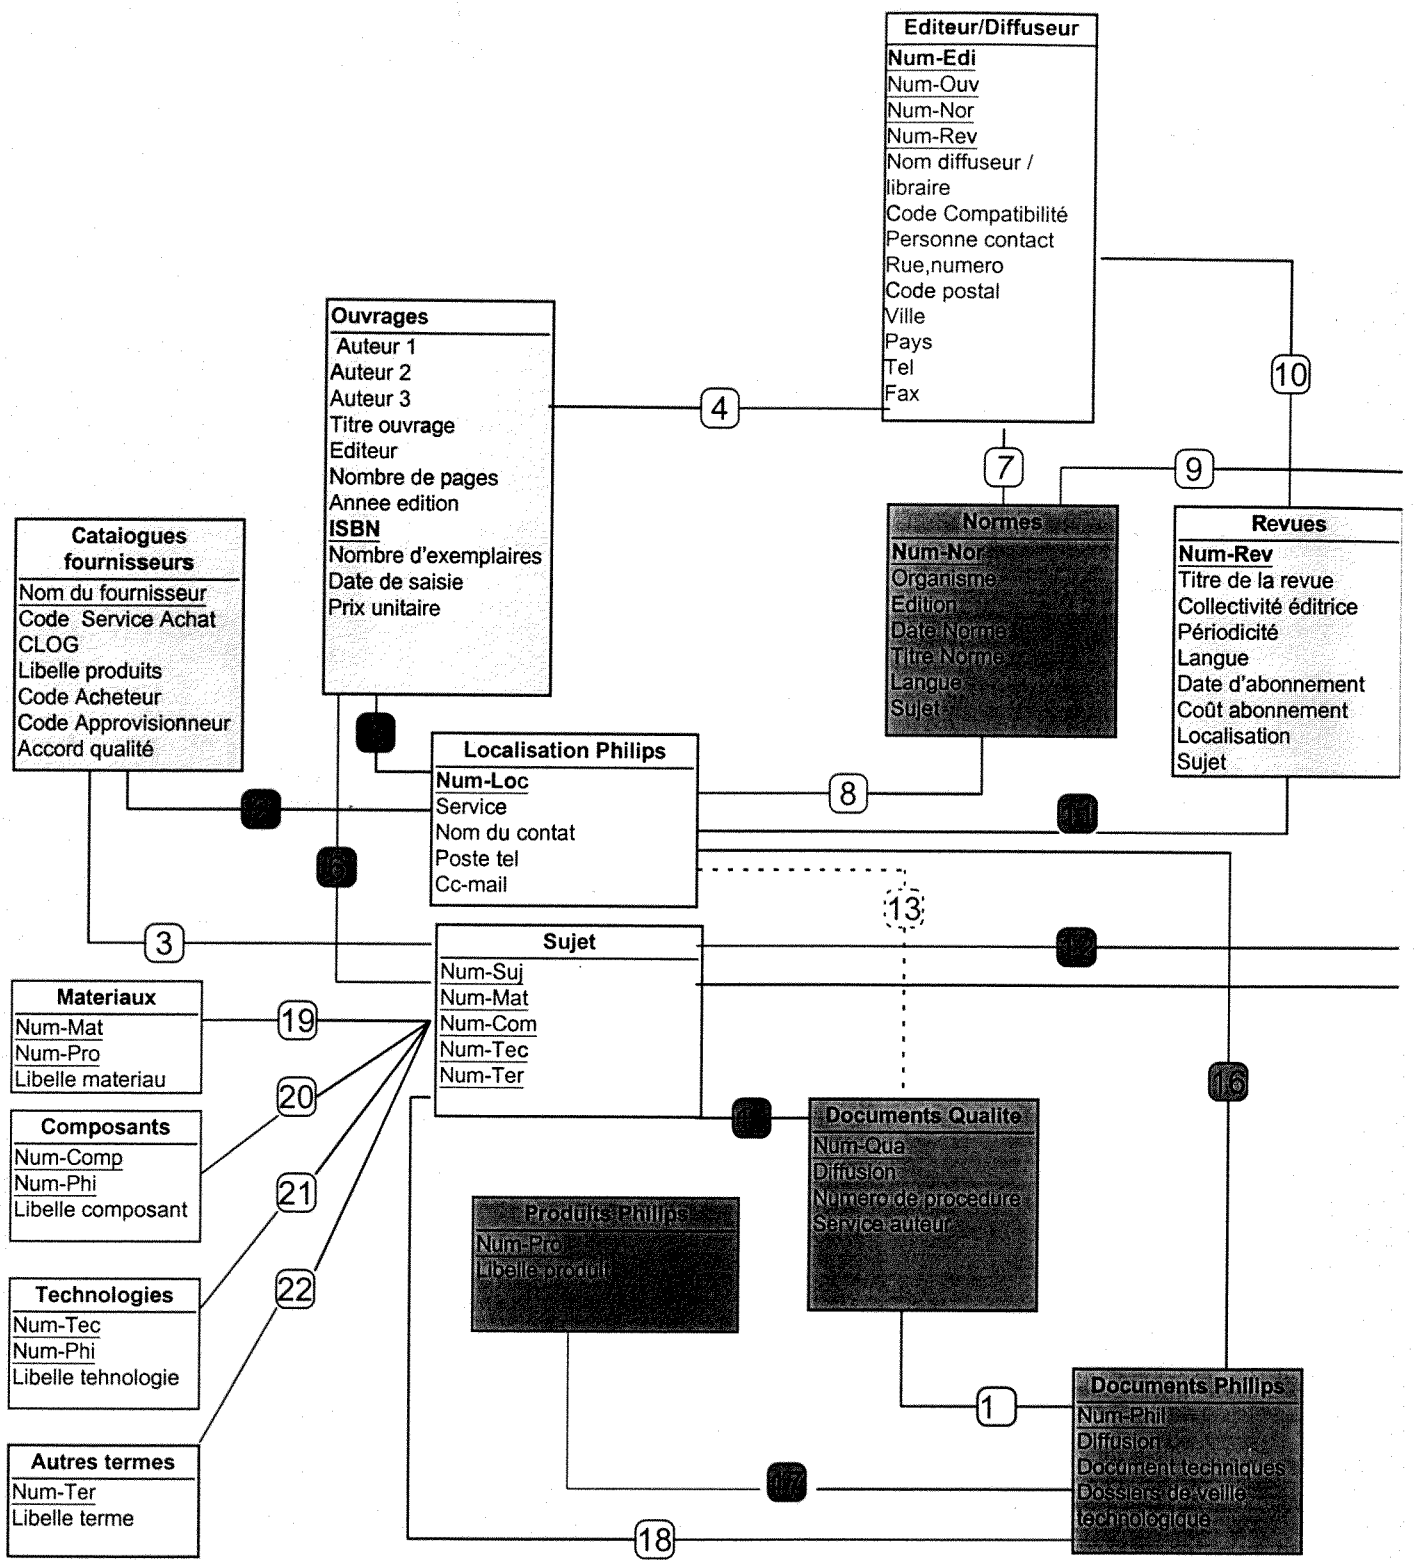 Editeur/Diffuseur
Num-Edi
Num-Ouv
Num-Nor
Num-Rev
Nom diffuseur /
libraire
Code Compatibilité
Personne contact
Rue,numero
Code postal
Ville
Pays
Tel
Fax
10
Ouvrages
Auteur 1
Auteur 2
Auteur 3
Titre ouvrage
Editeur
Nombre de pages
Annee edition
ISBN
Nombre d'exemplaires
Date de saisie
Prix unitaire
4
7
9
Catalogues
fournisseurs
Nom du fournisseur
Code Service Achat
CLOG
Libelle produits
Code Acheteur
Code Approvisionneur
Accord qualité
Normes
Num-Nor
Organisme
Edition
Date Norme
Titre Norme
Langue
Sujet
Revues
Num-Rev
Titre de la revue
Collectivité éditrice
Périodicité
Langue
Date d'abonnement
Coût abonnement
Localisation
Sujet
Localisation Philips
Num-Loc
Service
Nom du contat
Poste tel
Cc-mail
2
8
11
6
13
3
Sujet
Num-Suj
Num-Mat
Num-Com
Num-Tec
Num-Ter
12
Materiaux
Num-Mat
Num-Pro
Libelle materiau
19
20
21
22
16
Composants
Num-Comp
Num-Phi
Libelle composant
Technologies
Num-Tec
Num-Phi
Libelle tehnologie
Autres termes
Num-Ter
Libelle terme
Documents Qualite
Num-Qua
Diffusion
Numero de procedure
Service auteur
Produits Philips
Num-Pro
Libelle produit
1
17
18
Documents Philips
Num-Phil
Diffusion
Document techniques
Dossiers de veille
technologique